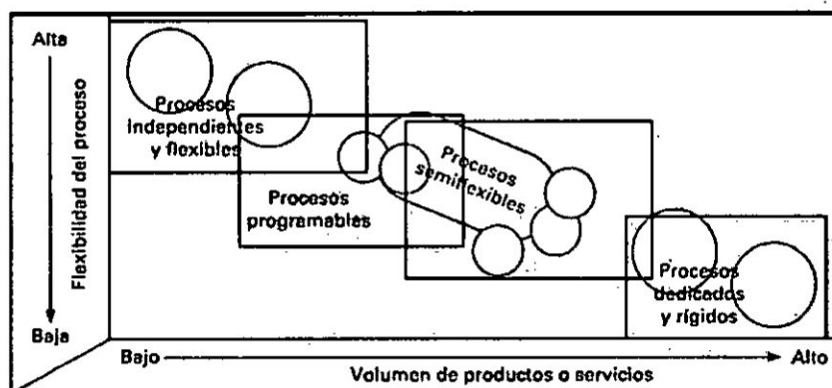 Alta
Flexibilidad del proceso
Baja
Procesos
independientes
y flexibles
Procesos
programables
Procesos
semiflexibles
Procesos
dedicados
y rígidos
Bajo
Alto
Volumen de productos o servicios